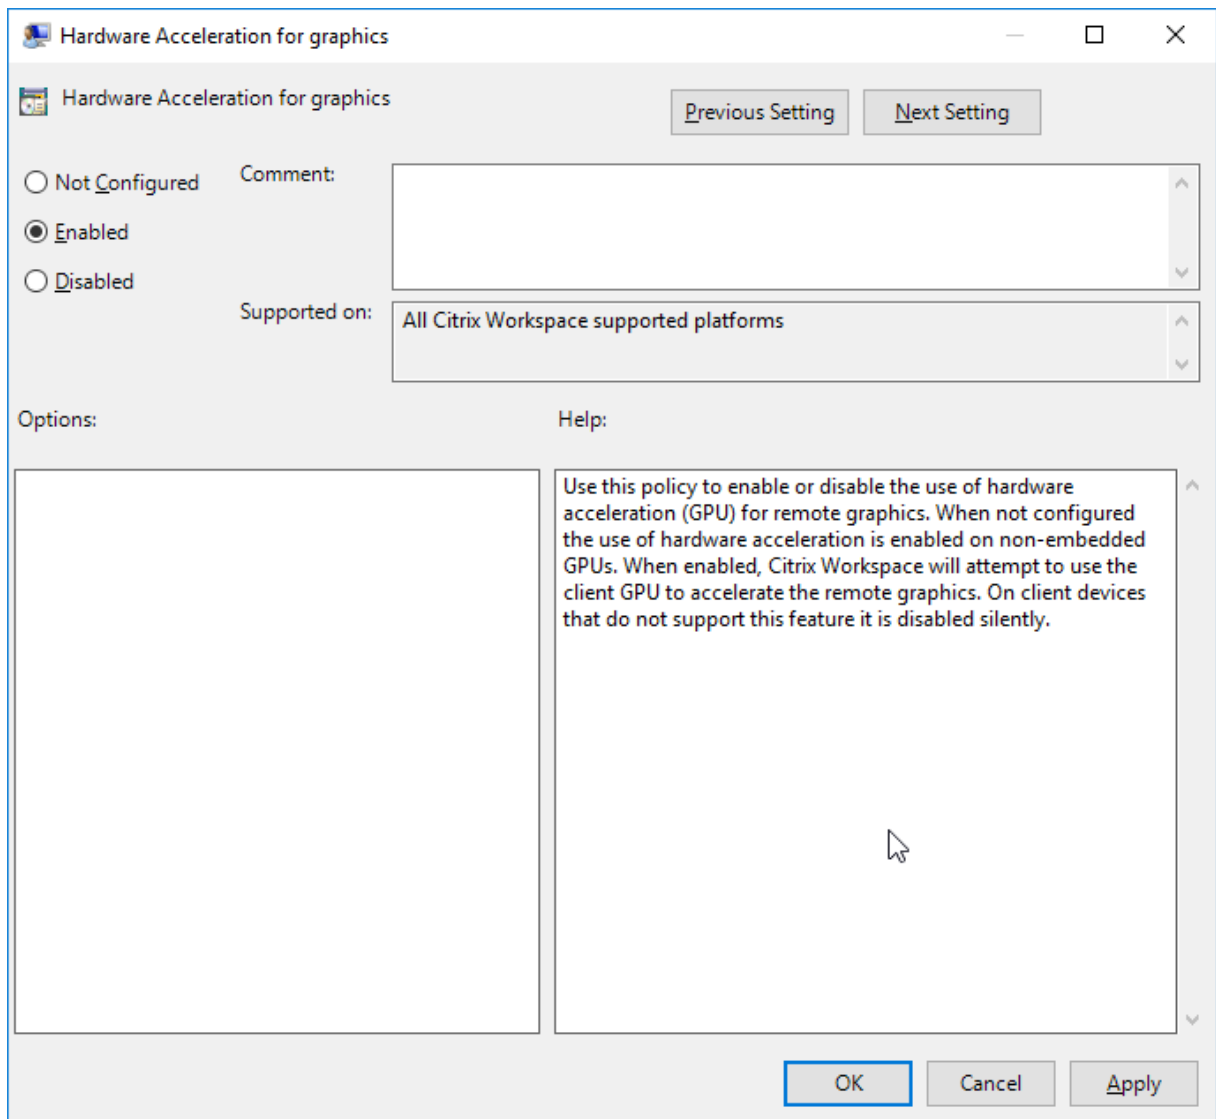 Hardware Acceleration for graphics
Hardware Acceleration for graphics
Previous Setting
Next Setting
Not Configured
Comment:
Enabled
Disabled
Supported on:
All Citrix Workspace supported platforms
Options:
Help:
Use this policy to enable or disable the use of hardware
acceleration (GPU) for remote graphics. When not configured
the use of hardware acceleration is enabled on non-embedded
GPUs. When enabled, Citrix Workspace will attempt to use the
client GPU to accelerate the remote graphics. On client devices
that do not support this feature it is disabled silently.
OK
Cancel
Apply